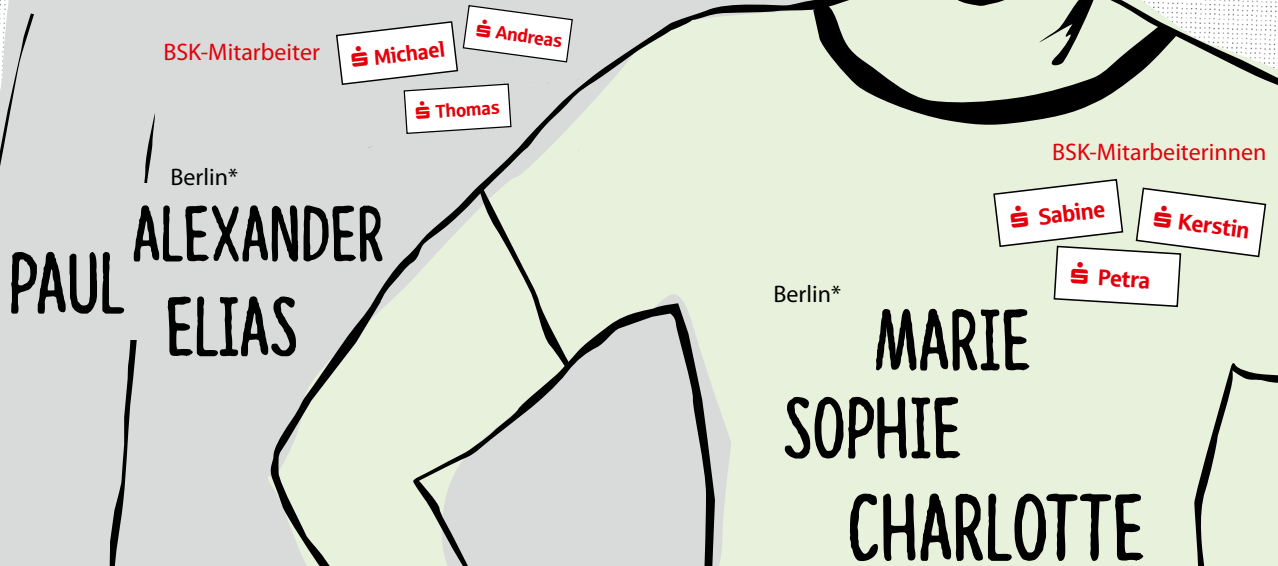 BSK-Mitarbeiter
Michael
Andreas
Thomas
Berlin*
PAUL
ALEXANDER
ELIAS
BSK-Mitarbeiterinnen
Sabine
Kerstin
Petra
Berlin*
MARIE
SOPHIE
CHARLOTTE